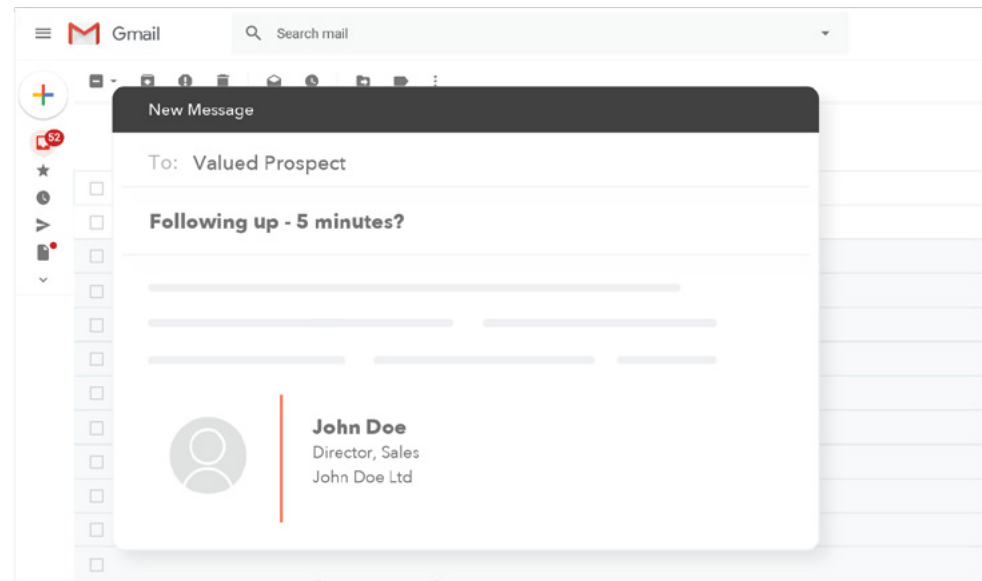 Gmail
Search mail
New Message
52
To: Valued Prospect
Following up - 5 minutes?
John Doe
Director, Sales
John Doe Ltd